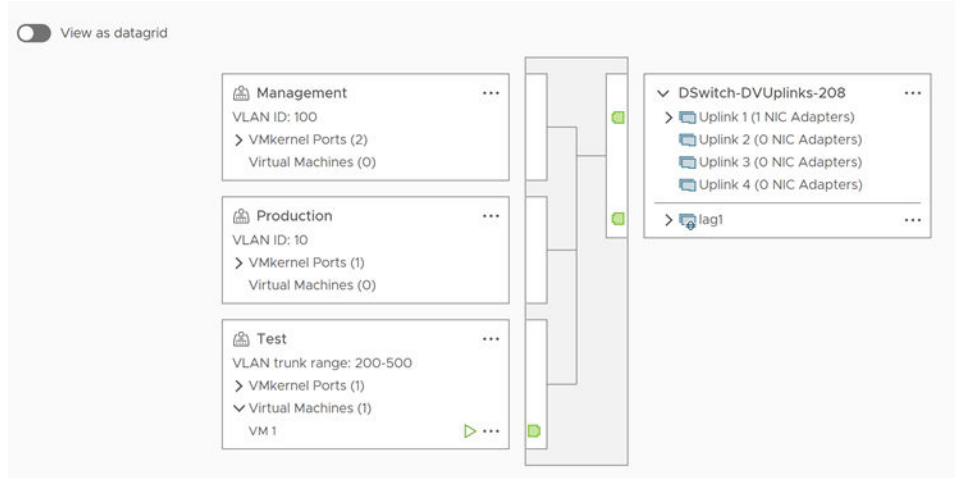 View as datagrid
Management
VLAN ID: 100
VMkernel Ports (2)
Virtual Machines (0)
Production
VLAN ID: 10
VMkernel Ports (1)
Virtual Machines (0)
Test
VLAN trunk range: 200-500
VMkernel Ports (1)
Virtual Machines (1)
VM 1
DSwitch-DVUplinks-208
Uplink 1 (1 NIC Adapters)
Uplink 2 (0 NIC Adapters)
Uplink 3 (0 NIC Adapters)
Uplink 4 (0 NIC Adapters)
lag1